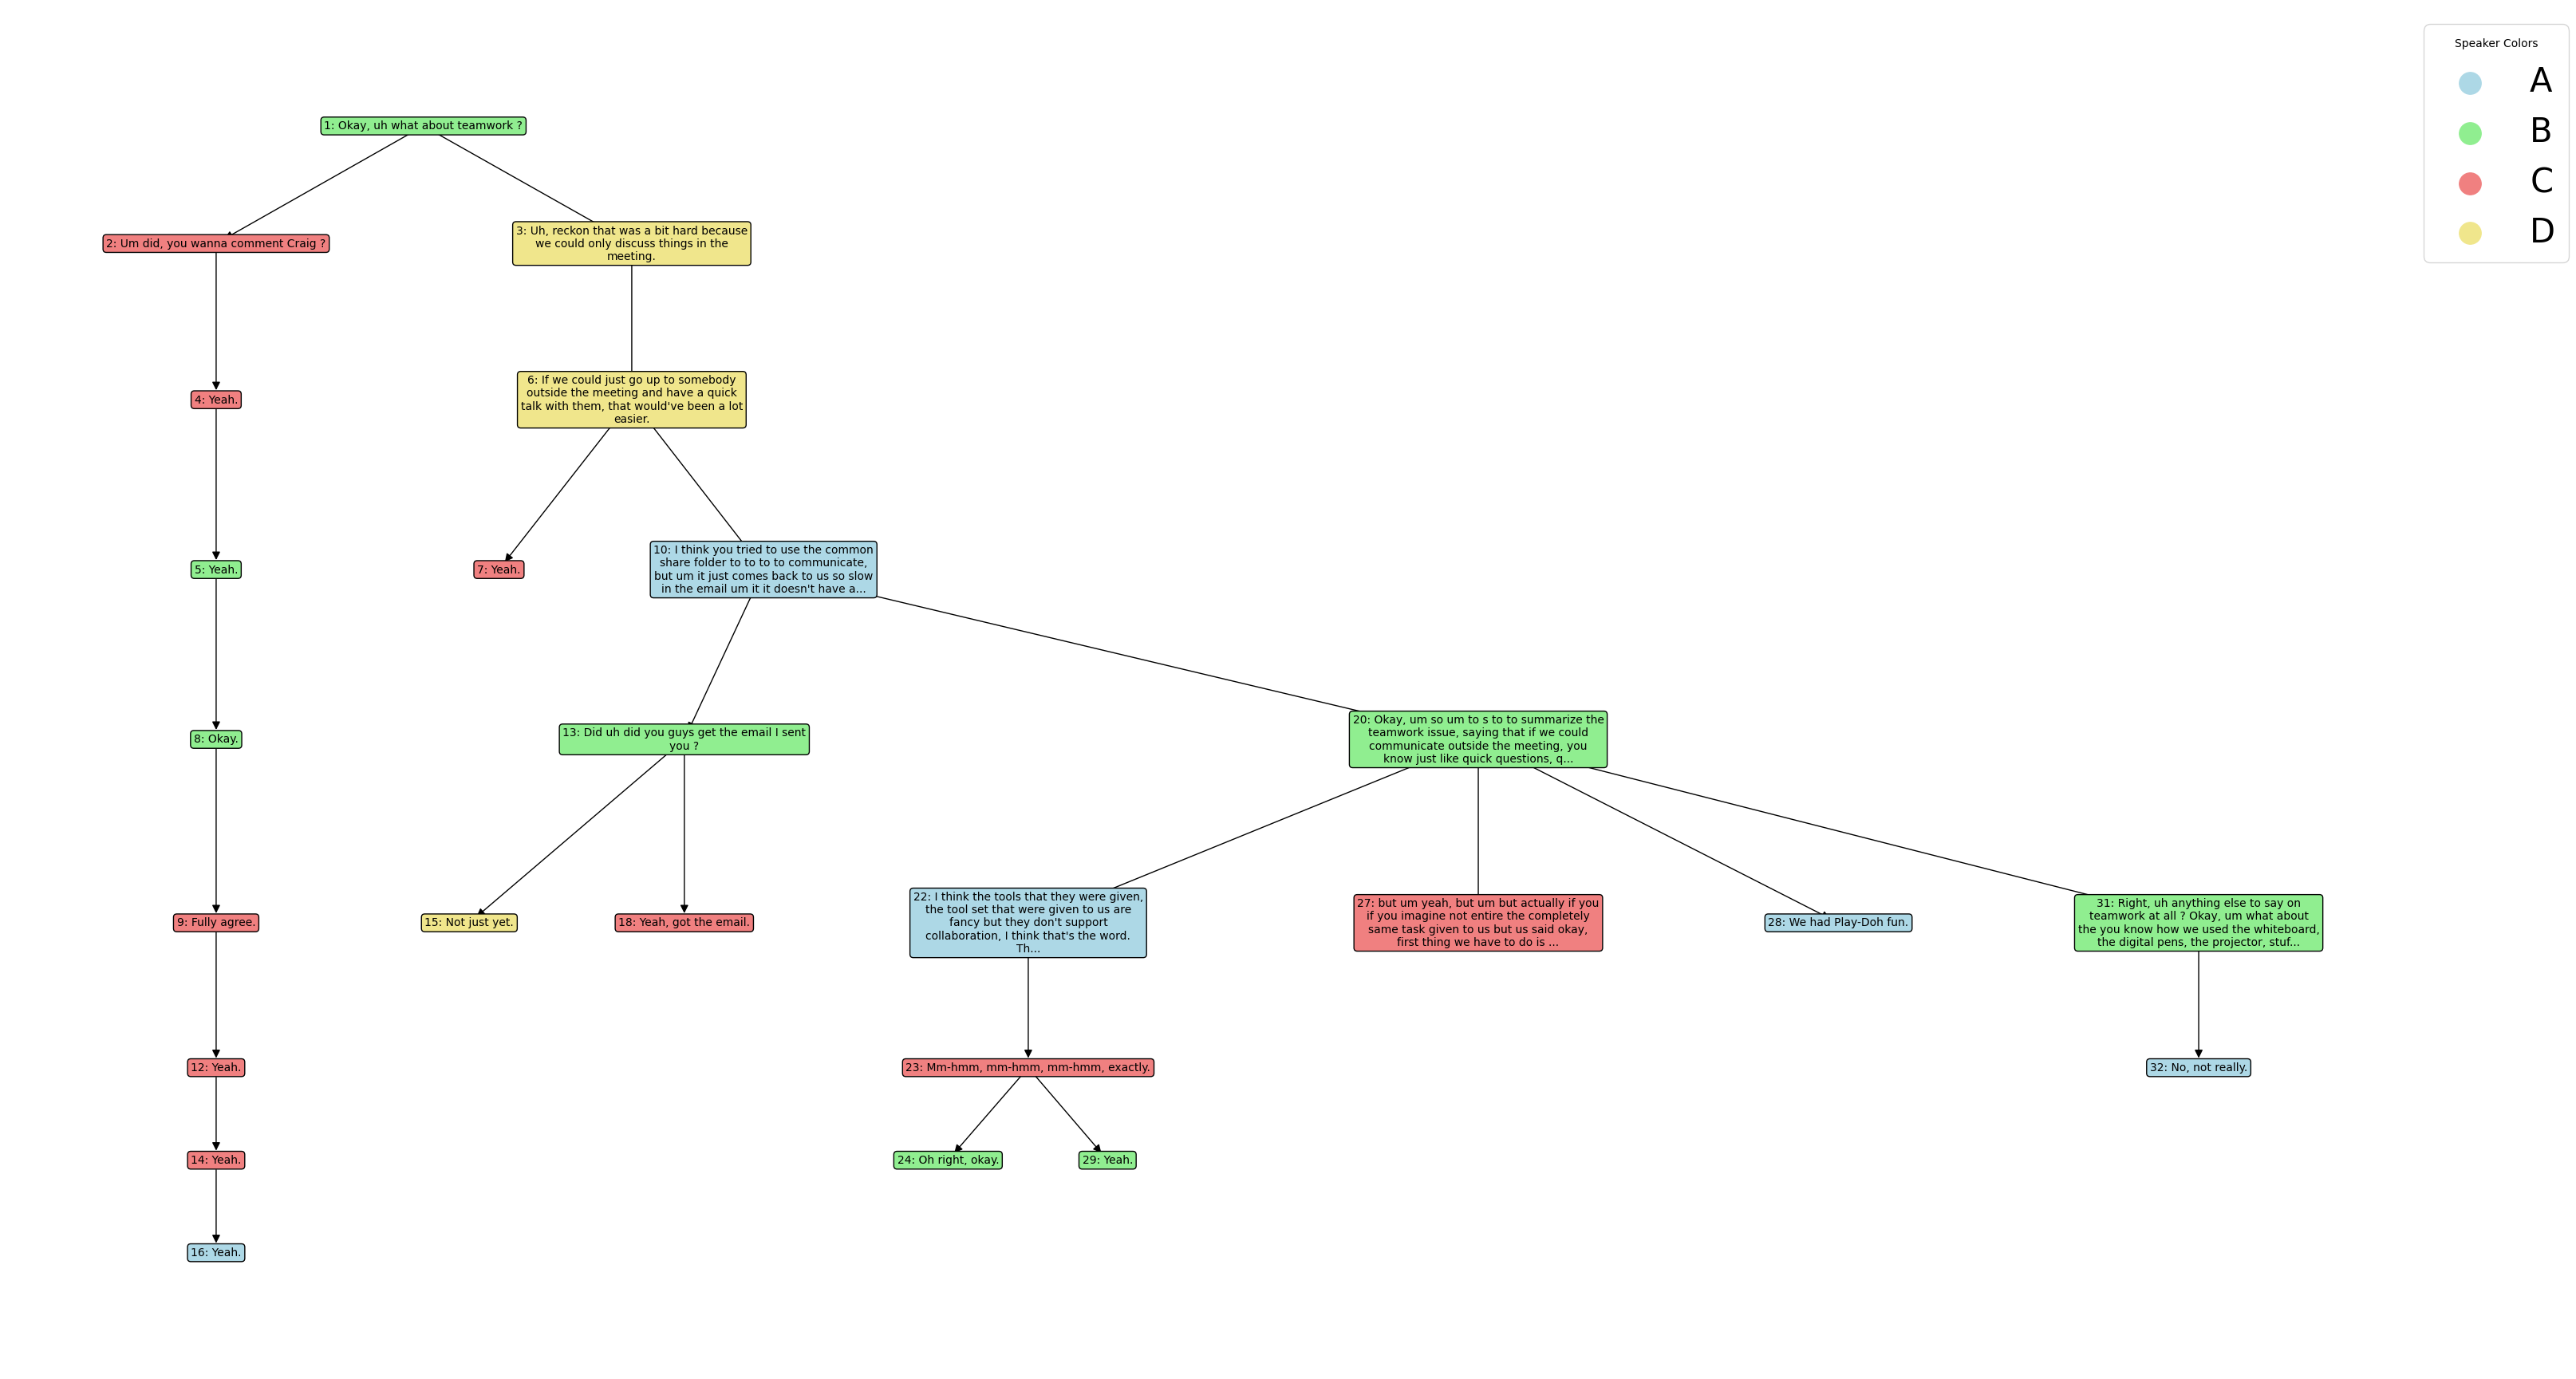 Speaker Colors
A
B
C
D
1: Okay, uh what about teamwork ?
2: Um did, you wanna comment Craig ?
3: Uh, reckon that was a bit hard because
we could only discuss things in the
meeting.
4: Yeah.
6: If we could just go up to somebody
outside the meeting and have a quick
talk with them, that would've been a lot
easier.
5: Yeah.
7: Yeah.
10: I think you tried to use the common
share folder to to to to communicate,
but um it just comes back to us so slow
in the email um it it doesn't have a...
8: Okay.
13: Did uh did you guys get the email I sent
you ?
20: Okay, um so um to s to to summarize the
teamwork issue, saying that if we could
communicate outside the meeting, you
know just like quick questions, q...
9: Fully agree.
15: Not just yet.
18: Yeah, got the email.
22: I think the tools that they were given,
the tool set that were given to us are
fancy but they don't support
collaboration, I think that's the word.
Th...
27: but um yeah, but um but actually if you
if you imagine not entire the completely
same task given to us but us said okay,
first thing we have to do is ...
28: We had Play-Doh fun.
31: Right, uh anything else to say on
teamwork at all ? Okay, um what about
the you know how we used the whiteboard,
the digital pens, the projector, stuf...
12: Yeah.
23: Mm-hmm, mm-hmm, mm-hmm, exactly.
32: No, not really.
14: Yeah.
24: Oh right, okay.
29: Yeah.
16: Yeah.